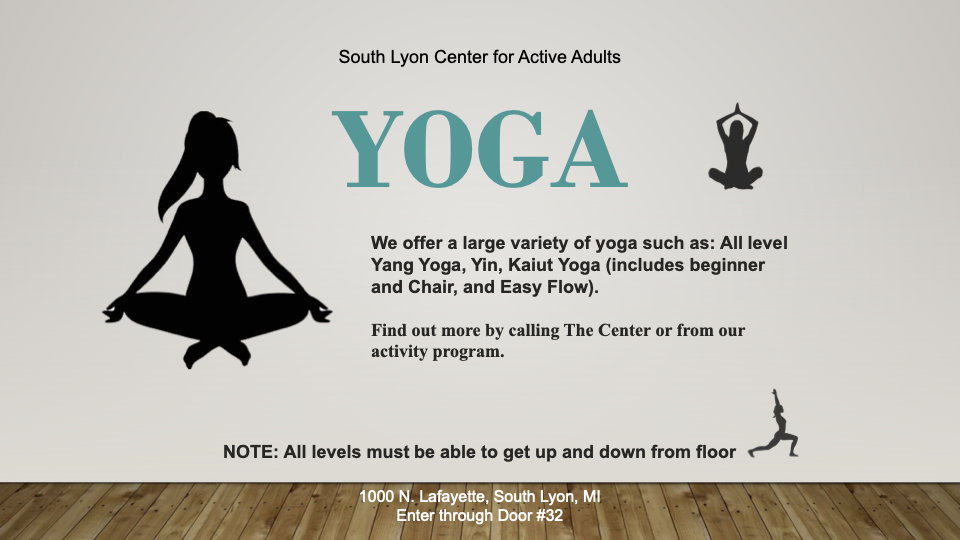 South Lyon Center for Active Adults
YOGA
We offer a large variety of yoga such as: All level
Yang Yoga, Yin, Kaiut Yoga (includes beginner
and Chair, and Easy Flow).
Find out more by calling The Center or from our
activity program.
NOTE: All levels must be able to get up and down from floor
1000 N. Lafayette, South Lyon, MI
Enter through Door #32